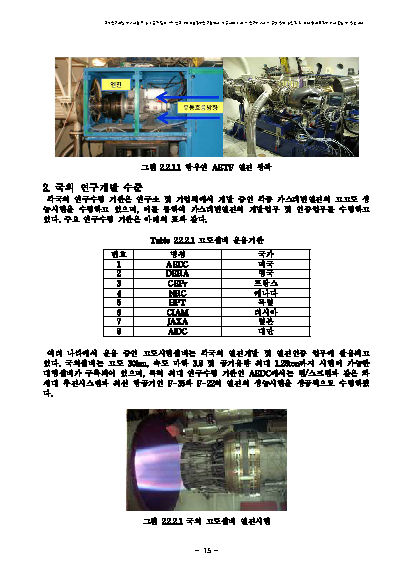 엔진
유동흐름방향
그림 2.2.1.1 항우연 AETF 엔진 장착
2. 국외 연구개발 수준
각국의 연구수행 기관은 연구소 및 기업체에서 개발 중인 각종 가스터빈엔진의 고고도 성
능시험을 수행하고 있으며, 이를 통하여 가스터빈엔진의 개발업무 및 인증업무를 수행하고
있다. 주요 연구수행 기관은 아래의 표와 같다.
Table 2.2.2.1 고도설비 운용기관
번호 명칭 국가
1 AEDC 미국
2 DERA 영국
3 CEPr 프랑스
4 NRC 캐나다
5 독일
6 CIAM 러시아
7 JAXA 일본
8 AIDC 대만
여러 나라에서 운용 중인 고도시험설비는 각국의 엔진개발 및 엔진인증 업무에 활용되고
있다. 국외설비는 고도 30km, 속도 마하 3.8 및 공기유량 최대 까지 시험이 가능한
대형설비가 구축되어 있으며, 특히 최대 연구수행 기관인 AEDC에서는 램/스크램과 같은 차
세대 추진시스템과 최신 항공기인 F-35와 F-22의 엔진의 성능시험을 성공적으로 수행하였
다.
그림 2.2.2.1 국외 고도설비 엔진시험
- 15 -